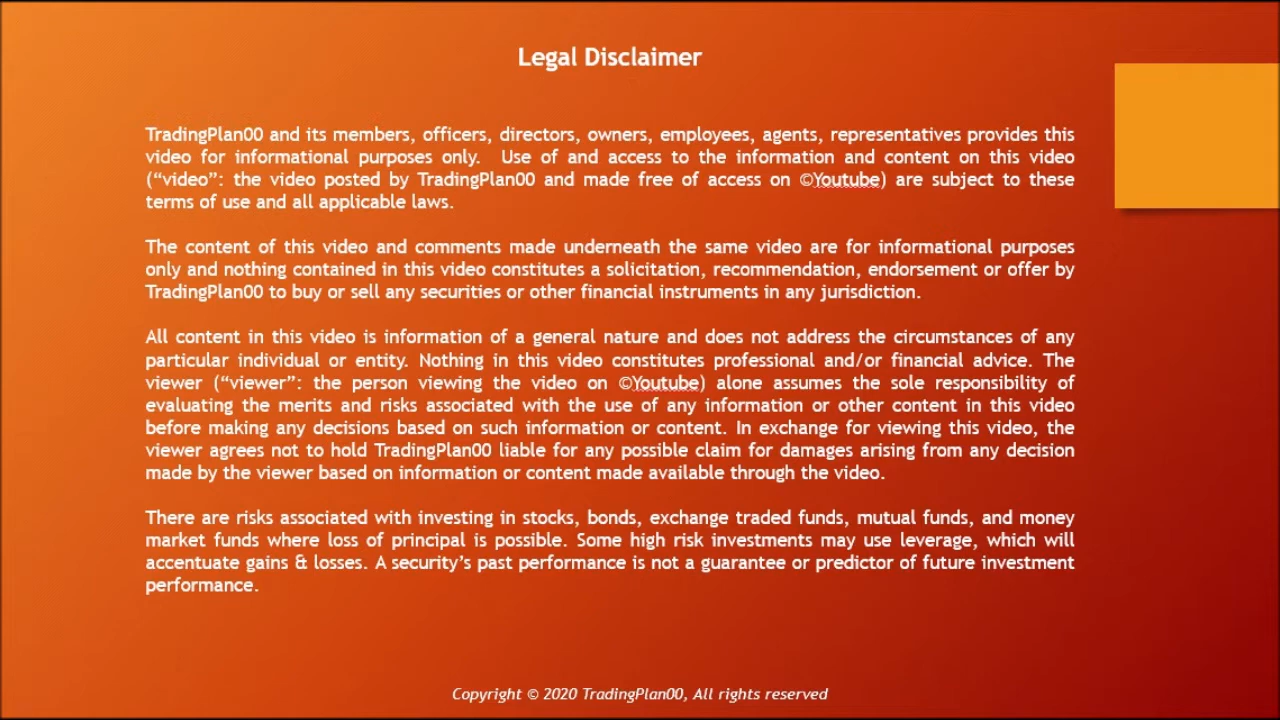 Legal Disclaimer
TradingPlan00 and its members, officers, directors, owners, employees, agents, representatives provides this
video for informational purposes only. Use of and access to the information and content on this video
(“video”: the video posted by TradingPlan00 and made free of access on ©Youtube) are subject to these
terms of use and all applicable laws.
The content of this video and comments made underneath the same video are for informational purposes
only and nothing contained in this video constitutes a solicitation, recommendation, endorsement or offer by
TradingPlan00 to buy or sell any securities or other financial instruments in any jurisdiction.
All content in this video is information of a general nature and does not address the circumstances of any
particular individual or entity. Nothing in this video constitutes professional and/or financial advice. The
viewer (“viewer”: the person viewing the video on ©Youtube) alone assumes the sole responsibility of
evaluating the merits and risks associated with the use of any information or other content in this video
before making any decisions based on such information or content. In exchange for viewing this video, the
viewer agrees not to hold TradingPlan00 liable for any possible claim for damages arising from any decision
made by the viewer based on information or content made available through the video.
There are risks associated with investing in stocks, bonds, exchange traded funds, mutual funds, and money
market funds where loss of principal is possible. Some high risk investments may use leverage, which will
accentuate gains & losses. A security’s past performance is not a guarantee or predictor of future investment
performance.
Copyright © 2020 TradingPlan00, All rights reserved